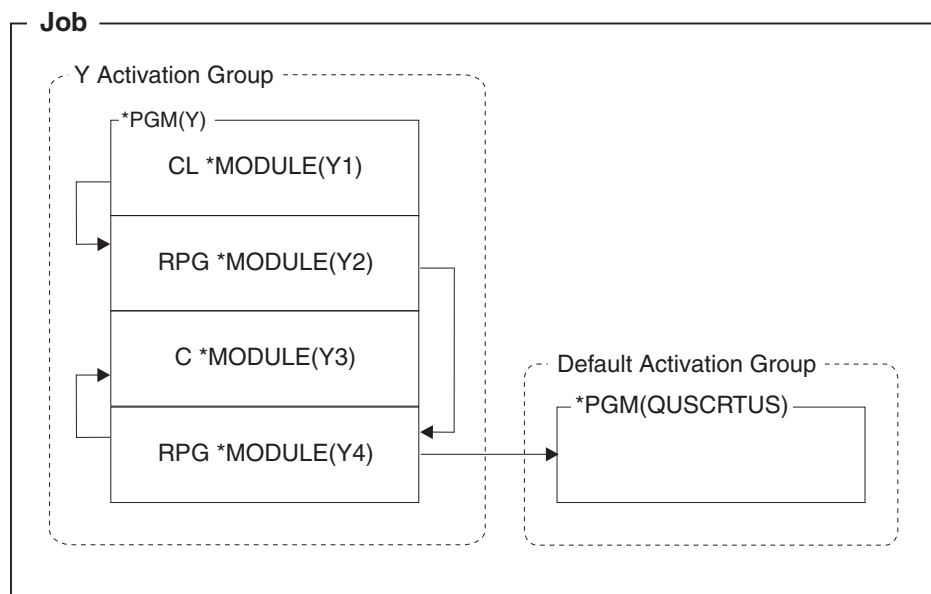 Job
Y Activation Group
*PGM(Y)
CL *MODULE(Y1)
RPG *MODULE(Y2)
C *MODULE(Y3)
RPG *MODULE(Y4)
Default Activation Group
*PGM(QUSCRTUS)